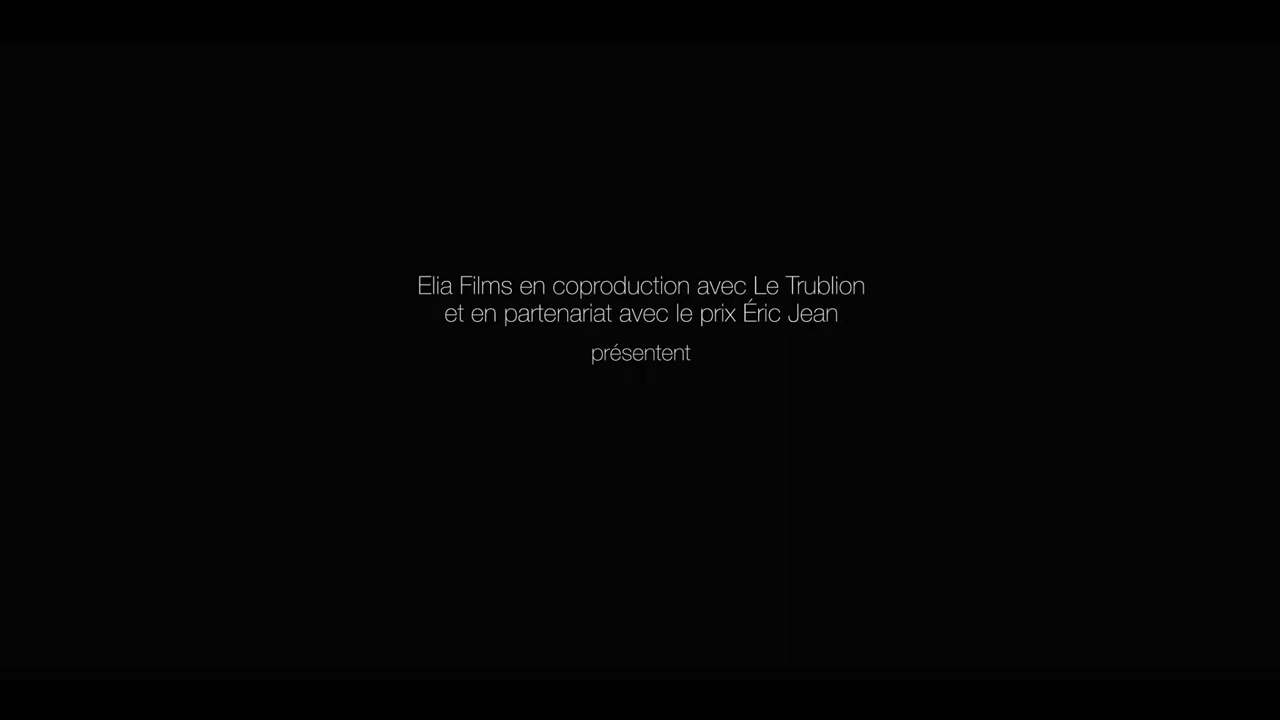 Elia Films en coproduction avec Le Trublion
et en partenariat avec le prix Éric Jean
présentent